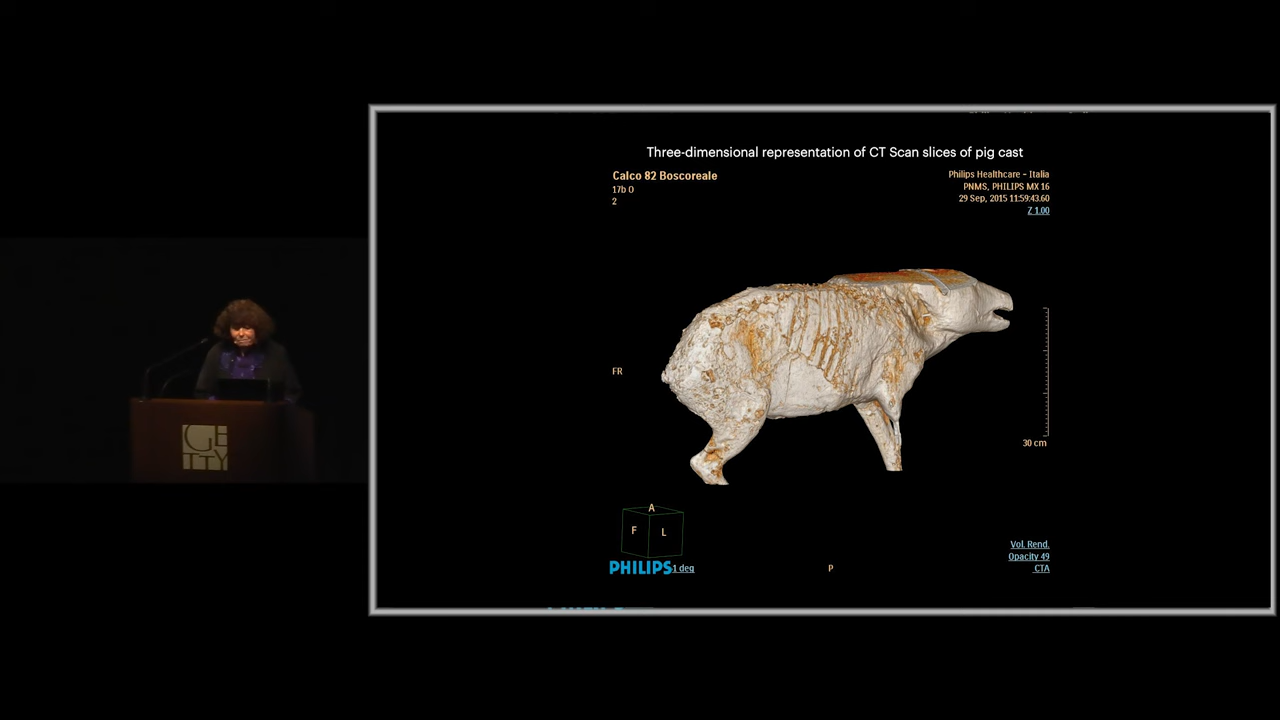 Three-dimensional representation of CT Scan slices of pig cast
Calco 82 Boscoreale
17b O
2
Philips Healthcare - Italia
PNMS, PHILIPS MX 16
29 Sep, 2015 11:59:43.60
Z 1.00
FR
30 cm
A
F L
PHILIPS
1 deg
p
Vol. Rend.
Opacity 49
CTA
GE
TTY